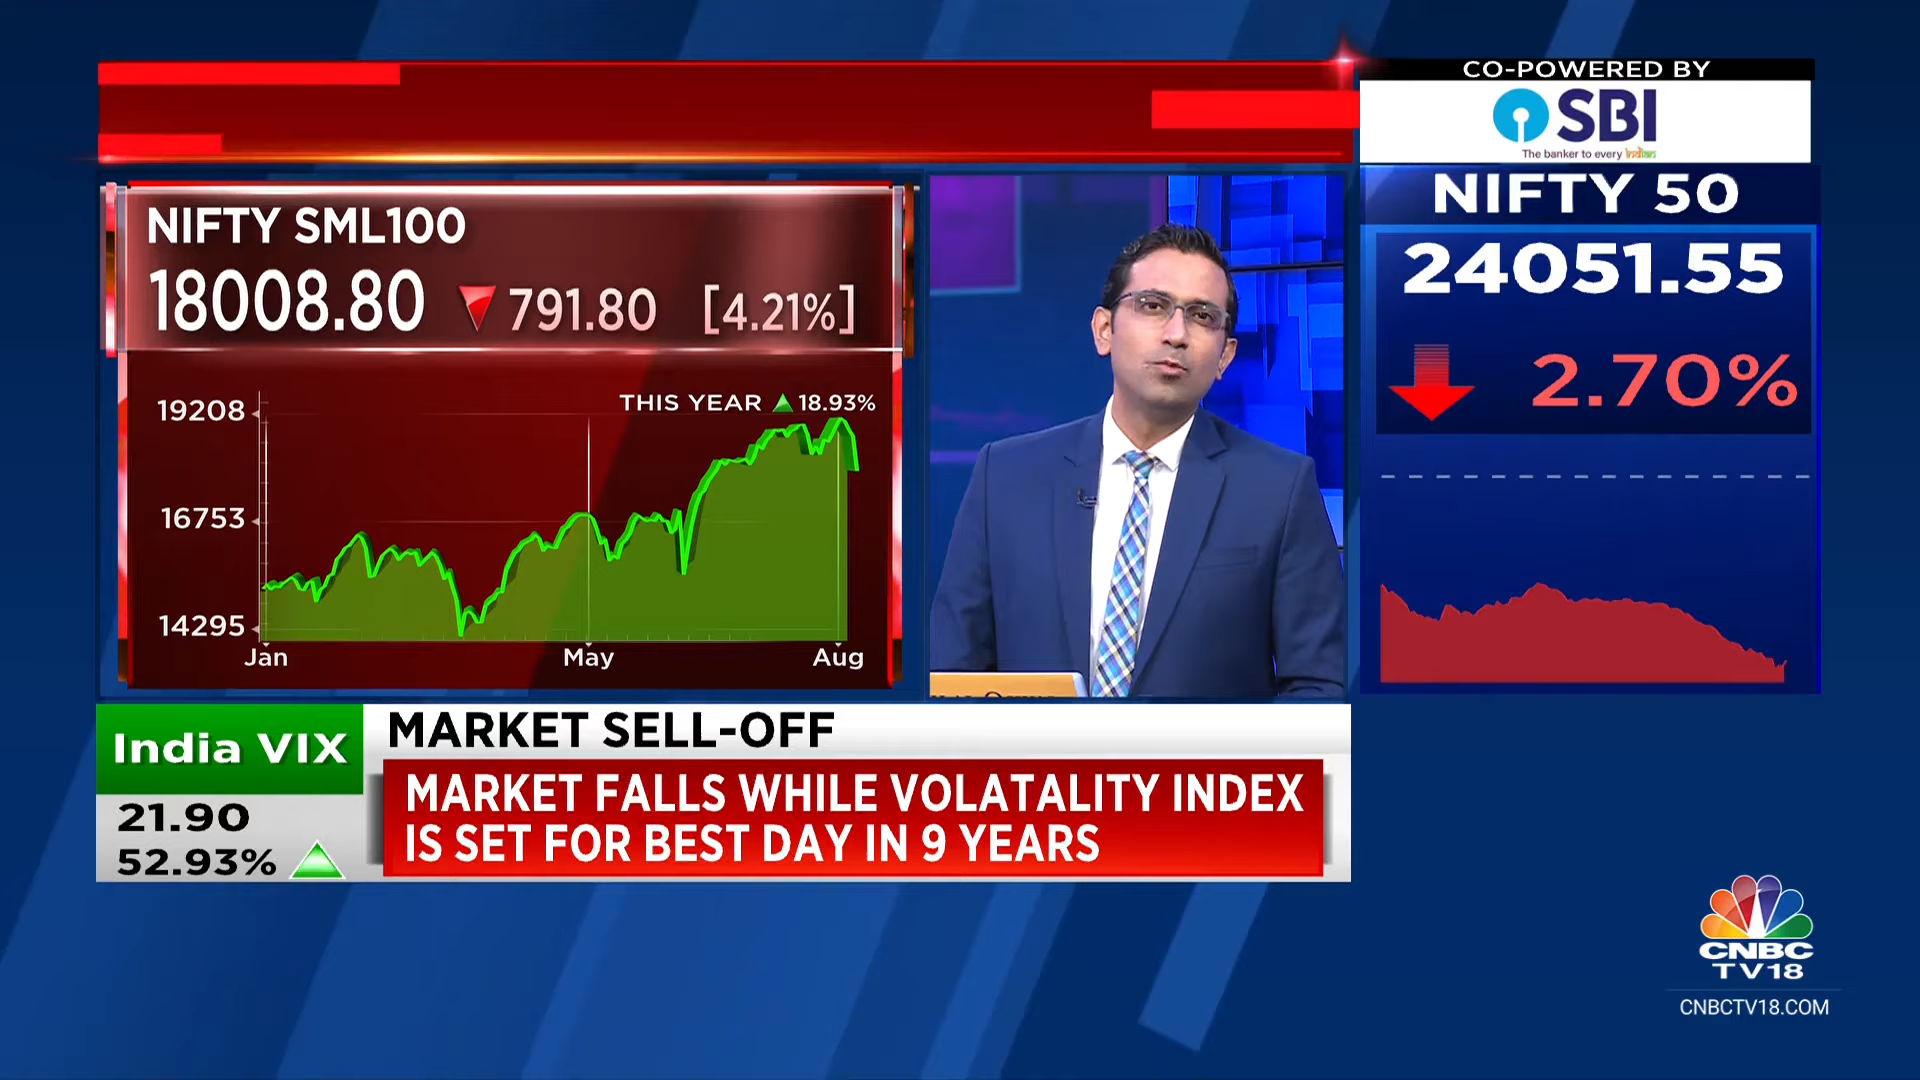 CO-POWERED BY
SBI
The banker to every Indian
NIFTY SML100
18008.80 791.80 [4.21%]
THIS YEAR 18.93%
19208
16753
14295
Jan May Aug
NIFTY 50
24051.55
2.70%
India VIX
21.90
52.93%
MARKET SELL-OFF
MARKET FALLS WHILE VOLATALITY INDEX
IS SET FOR BEST DAY IN 9 YEARS
CNBC
TV18
CNBCTV18.COM